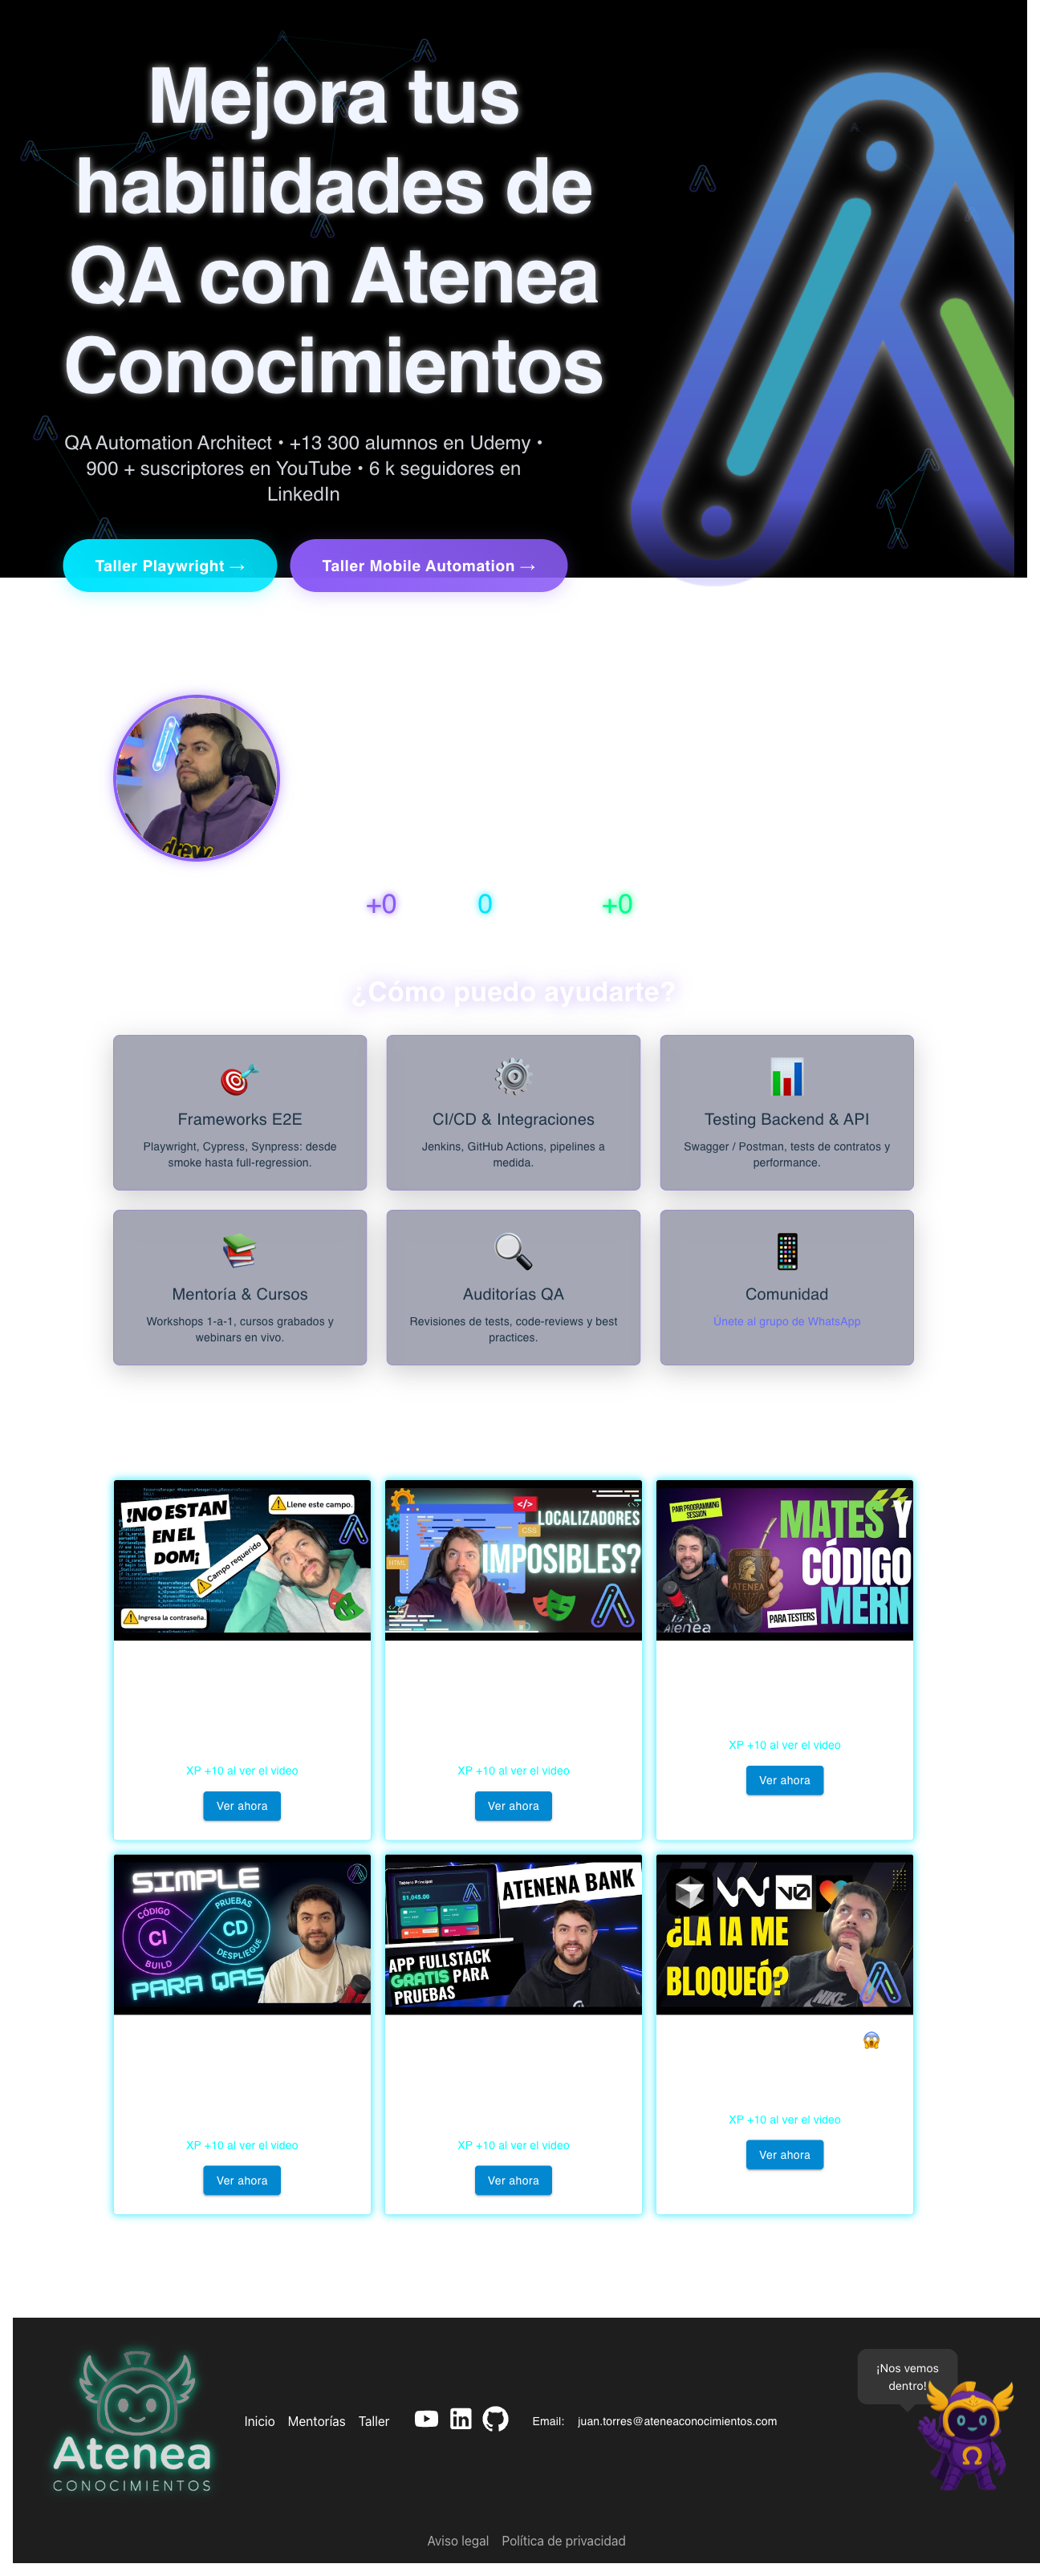 Mejora tus
habilidades de
QA con Atenea
Conocimientos
QA Automation Architect • +13 300 alumnos en Udemy •
900 + suscriptores en YouTube • 6 k seguidores en
LinkedIn
Taller Playwright →
Taller Mobile Automation →
drew
+0
0
+0
¿Cómo puedo ayudarte?
Frameworks E2E
Playwright, Cypress, Synpress: desde
smoke hasta full-regression.
CI/CD & Integraciones
Jenkins, GitHub Actions, pipelines a
medida.
Testing Backend & API
Swagger / Postman, tests de contratos y
performance.
Mentoría & Cursos
Workshops 1-a-1, cursos grabados y
webinars en vivo.
Auditorías QA
Revisiones de tests, code-reviews y best
practices.
Comunidad
Únete al grupo de WhatsApp
!NO ESTAN
EN EL
DOM¡
Llene este campo.
Campo requerido
Ingresa la contraseña.
XP +10 al ver el video
Ver ahora
</>
LOCALIZADORES
CSS
IMPOSIBLES?
HTML
XP +10 al ver el video
Ver ahora
PAIR PROGRAMMING
SESSION
MATES Y
CÓDIGO
MERN
ATENEA
PARA TESTERS
Atenea
XP +10 al ver el video
Ver ahora
SIMPLE
CÓDIGO
CI
BUILD
PRUEBAS
CD
DESPLIEGUE
PARA QAS
XP +10 al ver el video
Ver ahora
Tablero Principal
$1,948.00
ATENENA BANK
APP FULLSTACK
GRATIS PARA
PRUEBAS
XP +10 al ver el video
Ver ahora
v0
¿LA IA ME
BLOQUEÓ?
NIKE
XP +10 al ver el video
Ver ahora
Atenea
CONOCIMIENTOS
Inicio
Mentorías
Taller
Email:
juan.torres@ateneaconocimientos.com
¡Nos vemos
dentro!
Ω
Aviso legal
Política de privacidad